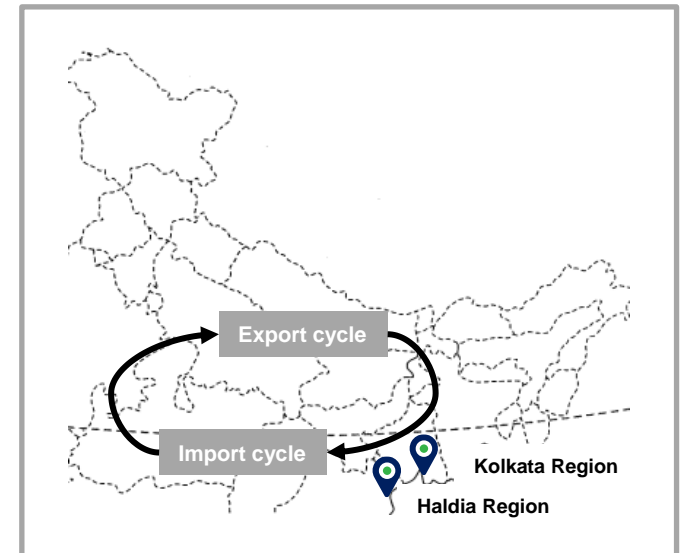 Export cycle
Import cycle
Kolkata Region
Haldia Region